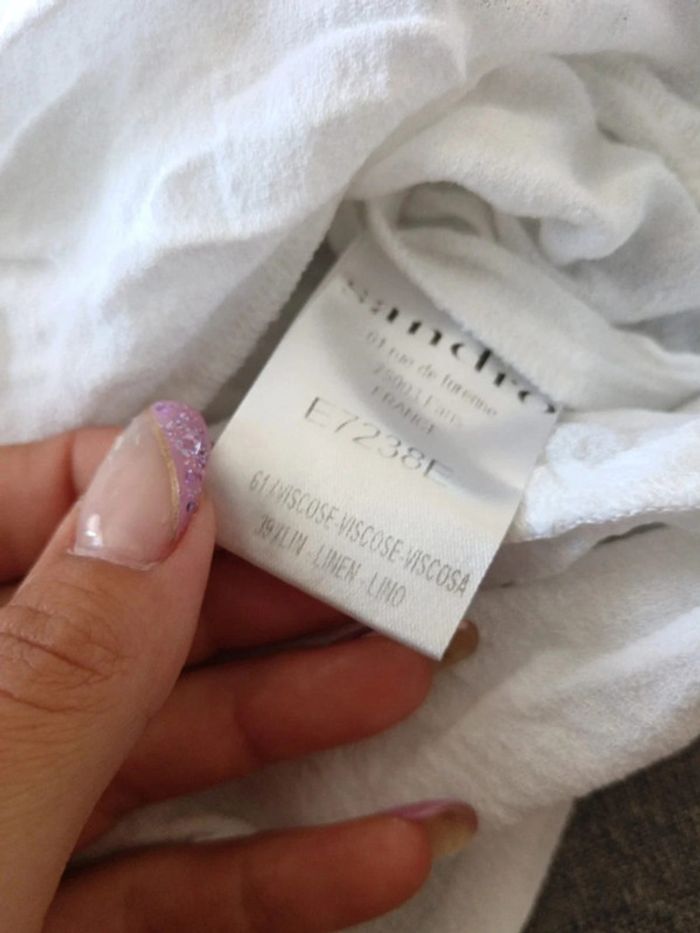 sandro
61 rue de Turenne
75003 Paris
FRANCE
E7238E
61%VISCOSE-VISCOSE-VISCOSA
39%LIN - LINEN - LINO